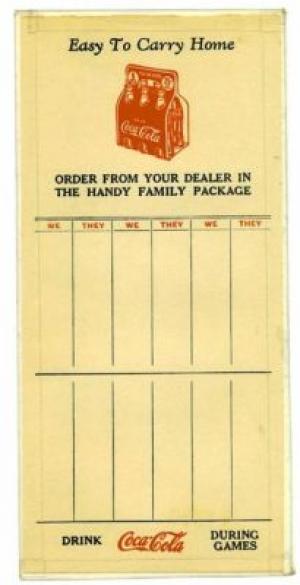 Easy To Carry Home
Coca-Cola
ORDER FROM YOUR DEALER IN
THE HANDY FAMILY PACKAGE
WE THEY WE THEY WE THEY
DRINK Coca-Cola DURING GAMES